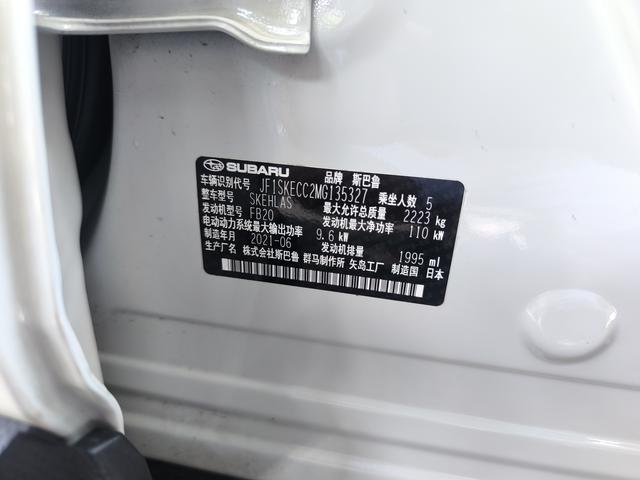 SUBARU 品牌 斯巴鲁
车辆识别代号 JF1SKECC2MG135327 乘坐人数 5
整车型号 SKEHLAS 最大允许总质量 2223 kg
发动机型号 FB20 发动机最大净功率 110 kW
电动动力系统最大输出功率 9.6 kW
制造年月 2021-06 发动机排量 1995 ml
生产厂名 株式会社斯巴鲁 群马制作所 矢岛工厂 制造国 日本